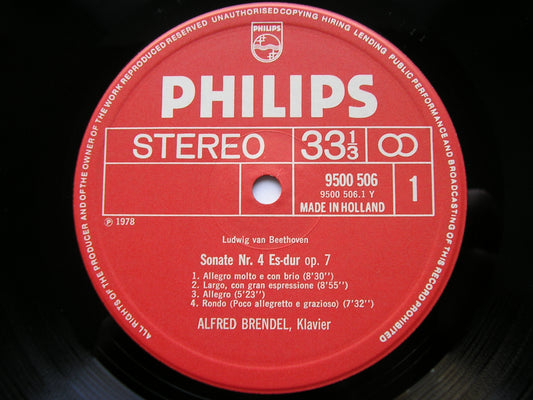 ALL RIGHTS OF THE PRODUCER AND OF THE OWNER OF THE WORK REPRODUCED RESERVED UNAUTHORISED COPYING HIRING LENDING PUBLIC PERFORMANCE AND BROADCASTING OF THIS RECORD PROHIBITED
PHILIPS
PHILIPS
STEREO 33 1/3
9500 506
9500 506.1 Y
MADE IN HOLLAND
1
℗ 1978
Ludwig van Beethoven
Sonate Nr. 4 Es-dur op. 7
1. Allegro molto e con brio (8'30'')
2. Largo, con gran espressione (8'55'')
3. Allegro (5'23'')
4. Rondo (Poco allegretto e grazioso) (7'32'')
ALFRED BRENDEL, Klavier